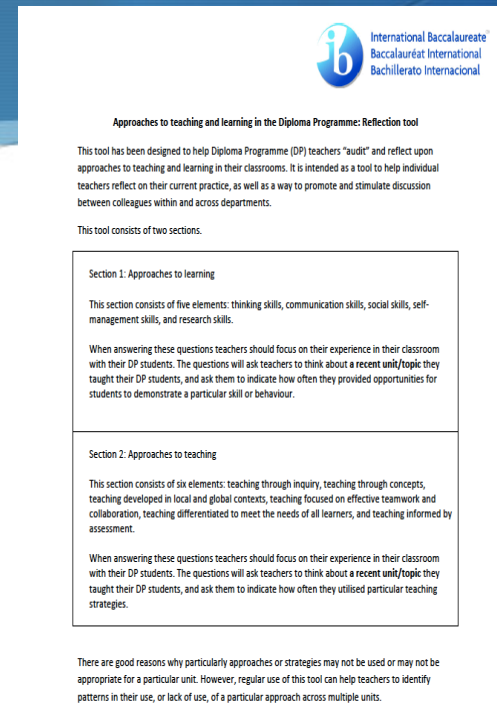 ib
International Baccalaureate®
Baccalauréat International
Bachillerato Internacional
Approaches to teaching and learning in the Diploma Programme: Reflection tool
This tool has been designed to help Diploma Programme (DP) teachers “audit” and reflect upon
approaches to teaching and learning in their classrooms. It is intended as a tool to help individual
teachers reflect on their current practice, as well as a way to promote and stimulate discussion
between colleagues within and across departments.
This tool consists of two sections.
Section 1: Approaches to learning
This section consists of five elements: thinking skills, communication skills, social skills, self-
management skills, and research skills.
When answering these questions teachers should focus on their experience in their classroom
with their DP students. The questions will ask teachers to think about a recent unit/topic they
taught their DP students, and ask them to indicate how often they provided opportunities for
students to demonstrate a particular skill or behaviour.
Section 2: Approaches to teaching
This section consists of six elements: teaching through inquiry, teaching through concepts,
teaching developed in local and global contexts, teaching focused on effective teamwork and
collaboration, teaching differentiated to meet the needs of all learners, and teaching informed by
assessment.
When answering these questions teachers should focus on their experience in their classroom
with their DP students. The questions will ask teachers to think about a recent unit/topic they
taught their DP students, and ask them to indicate how often they utilised particular teaching
strategies.
There are good reasons why particularly approaches or strategies may not be used or may not be
appropriate for a particular unit. However, regular use of this tool can help teachers to identify
patterns in their use, or lack of use, of a particular approach across multiple units.